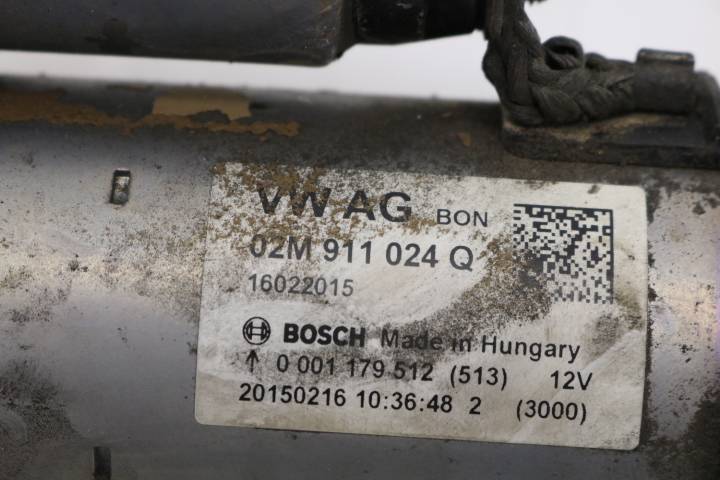 VW AG BON
02M 911 024 Q
16022015
BOSCH Made in Hungary
↑ 0 001 179 512 (513) 12V
20150216 10:36:48 2 (3000)